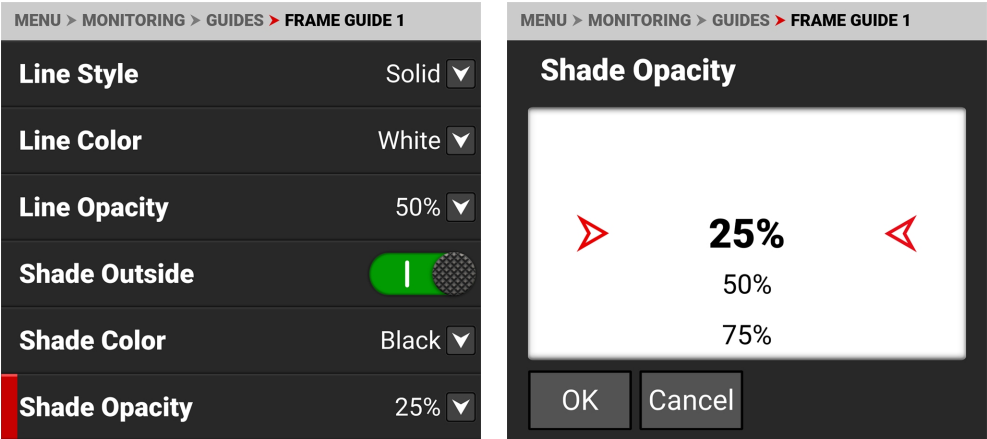 MENU > MONITORING > GUIDES > FRAME GUIDE 1
Line Style Solid
Line Color White
Line Opacity 50%
Shade Outside
Shade Color Black
Shade Opacity 25%
MENU > MONITORING > GUIDES > FRAME GUIDE 1
Shade Opacity
25%
50%
75%
OK Cancel